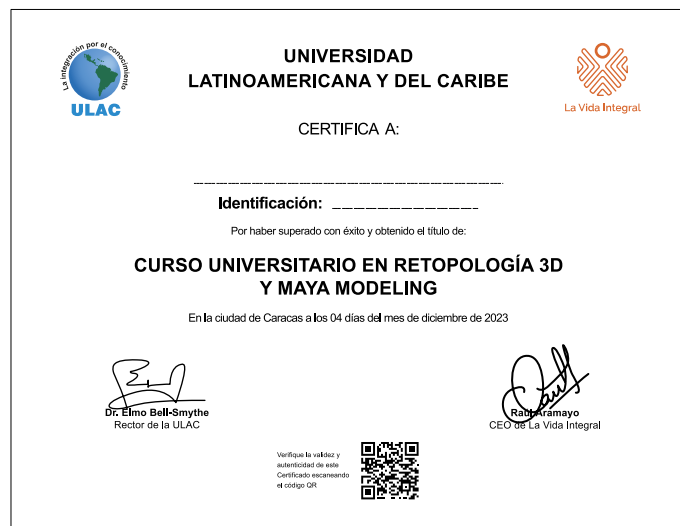 La integración por el conocimiento
ULAC
UNIVERSIDAD
LATINOAMERICANA Y DEL CARIBE
La Vida Integral
CERTIFICA A:
Identificación:
Por haber superado con éxito y obtenido el título de:
CURSO UNIVERSITARIO EN RETOPOLOGÍA 3D
Y MAYA MODELING
En la ciudad de Caracas a los 04 días del mes de diciembre de 2023
Dr. Elmo Bell-Smythe
Rector de la ULAC
Raúl Aramayo
CEO de La Vida Integral
Verifique la validez y
autenticidad de este
Certificado escaneando
el código QR